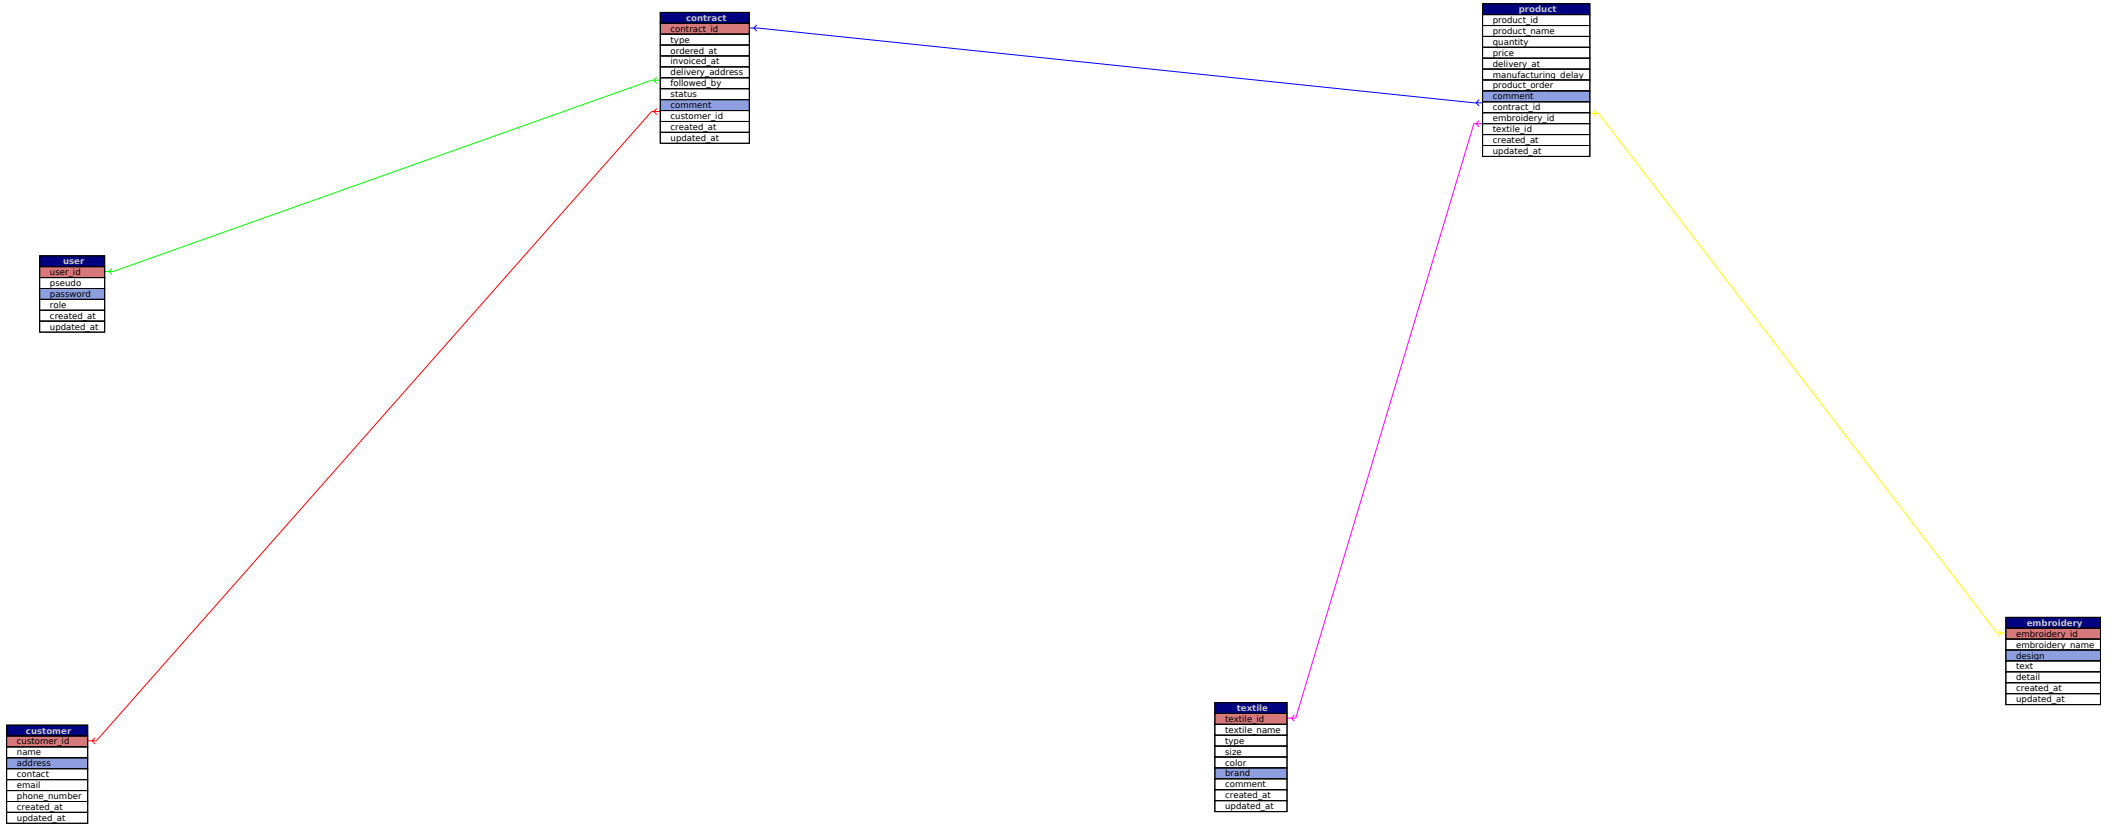 contract
contract_id
type
ordered_at
invoiced_at
delivery_address
followed_by
status
comment
customer_id
created_at
updated_at
product
product_id
product_name
quantity
price
delivery_at
manufacturing_delay
product_order
comment
contract_id
embroidery_id
textile_id
created_at
updated_at
user
user_id
pseudo
password
role
created_at
updated_at
embroidery
embroidery_id
embroidery_name
design
text
detail
created_at
updated_at
textile
textile_id
textile_name
type
size
color
brand
comment
created_at
updated_at
customer
customer_id
name
address
contact
email
phone_number
created_at
updated_at